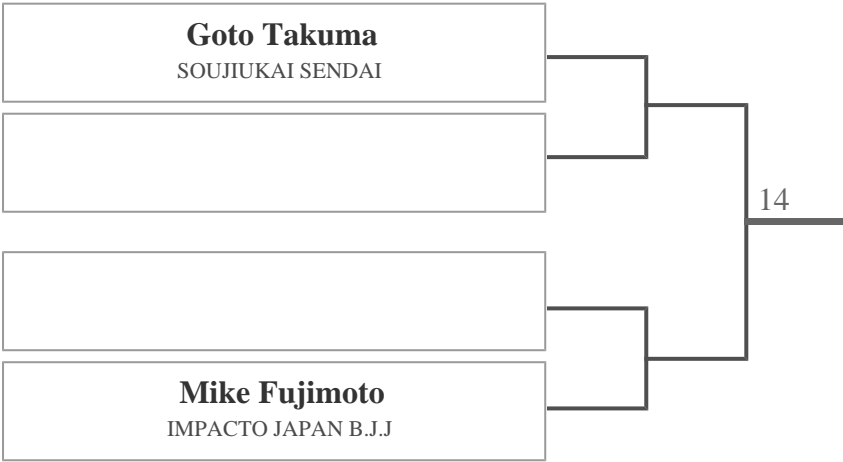 Goto Takuma
SOUJIUKAI SENDAI
14
Mike Fujimoto
IMPACTO JAPAN B.J.J